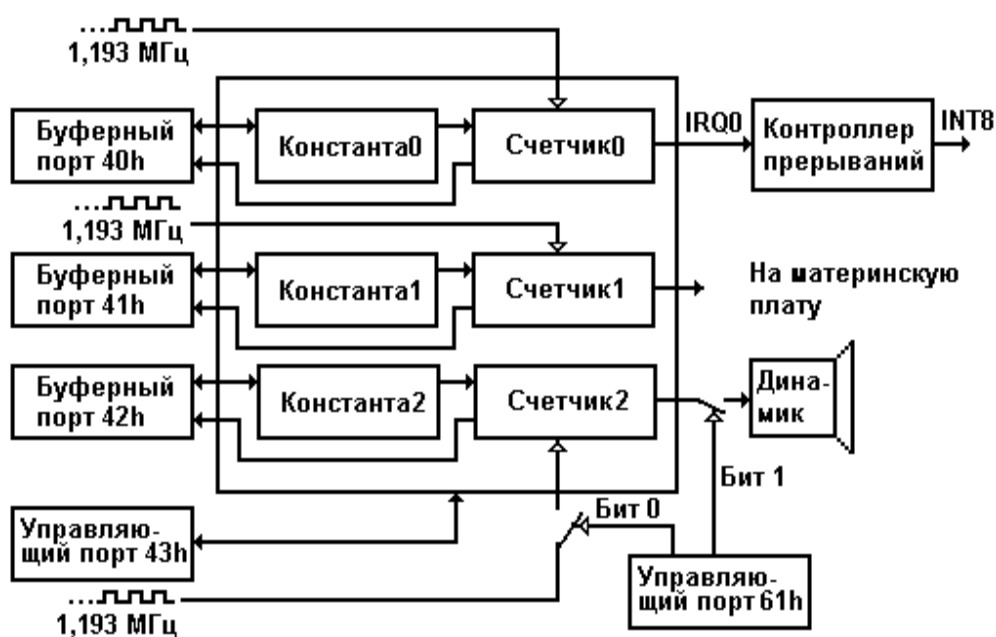 1,193 МГц
Буферный
порт 40h
Константа0
Счетчик0
IRQ0
Контроллер
прерываний
INT8
1,193 МГц
Буферный
порт 41h
Константа1
Счетчик1
На материнскую
плату
Буферный
порт 42h
Константа2
Счетчик2
Дина-
мик
Бит 1
Бит 0
Управляю-
щий порт 43h
Управляю-
щий порт 61h
1,193 МГц